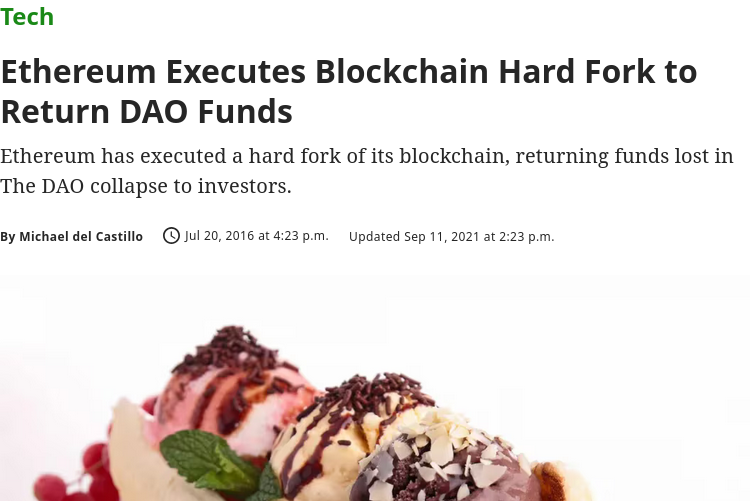 Tech
Ethereum Executes Blockchain Hard Fork to
Return DAO Funds
Ethereum has executed a hard fork of its blockchain, returning funds lost in
The DAO collapse to investors.
By Michael del Castillo Jul 20, 2016 at 4:23 p.m. Updated Sep 11, 2021 at 2:23 p.m.